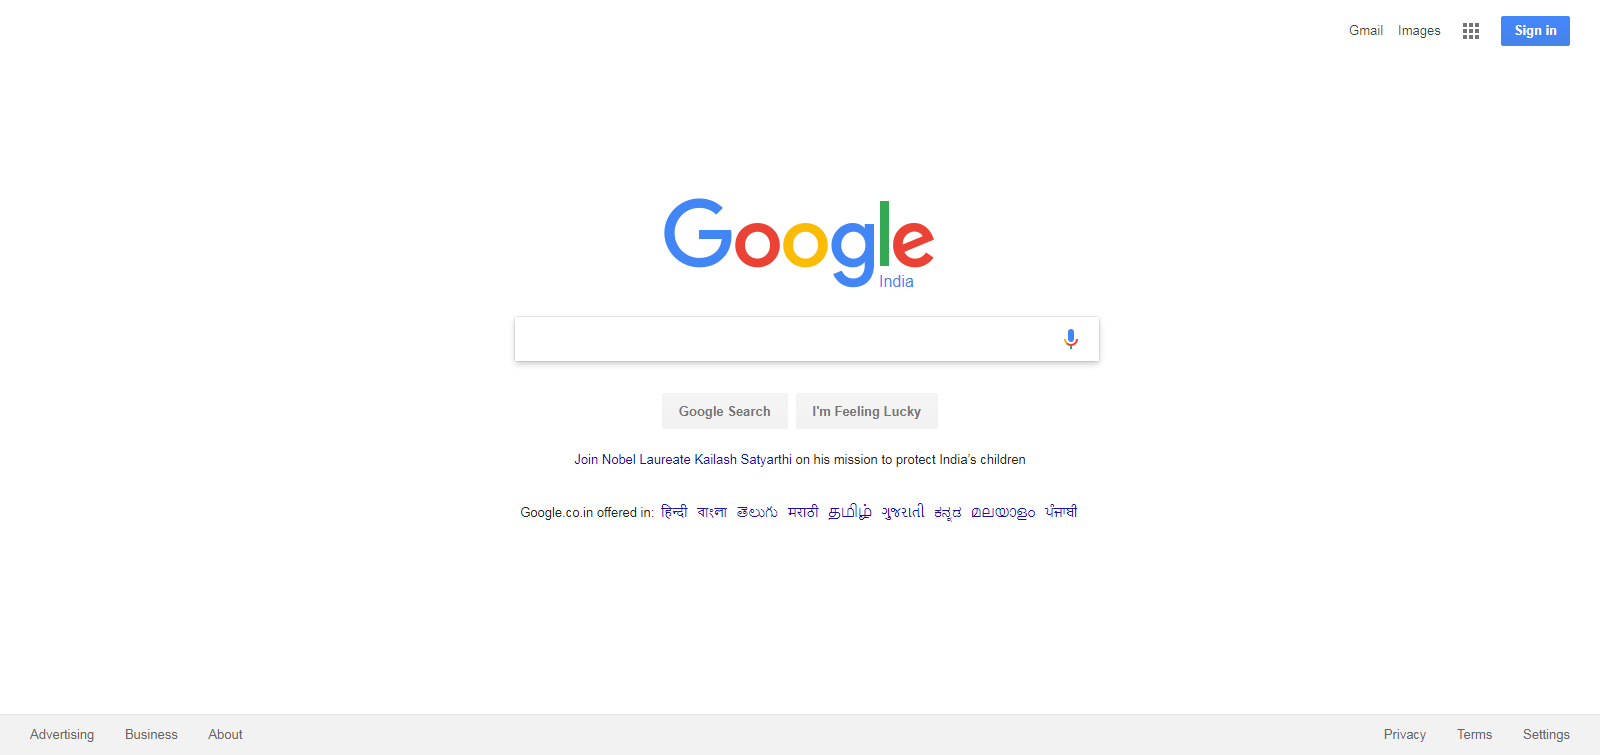 Gmail Images Sign in
Google
India
Google Search I'm Feeling Lucky
Join Nobel Laureate Kailash Satyarthi on his mission to protect India’s children
Google.co.in offered in: हिन्दी বাংলা తెలుగు मराठी தமிழ் ગુજરાતી ಕನ್ನಡ മലയാളം ਪੰਜਾਬੀ
Advertising Business About Privacy Terms Settings